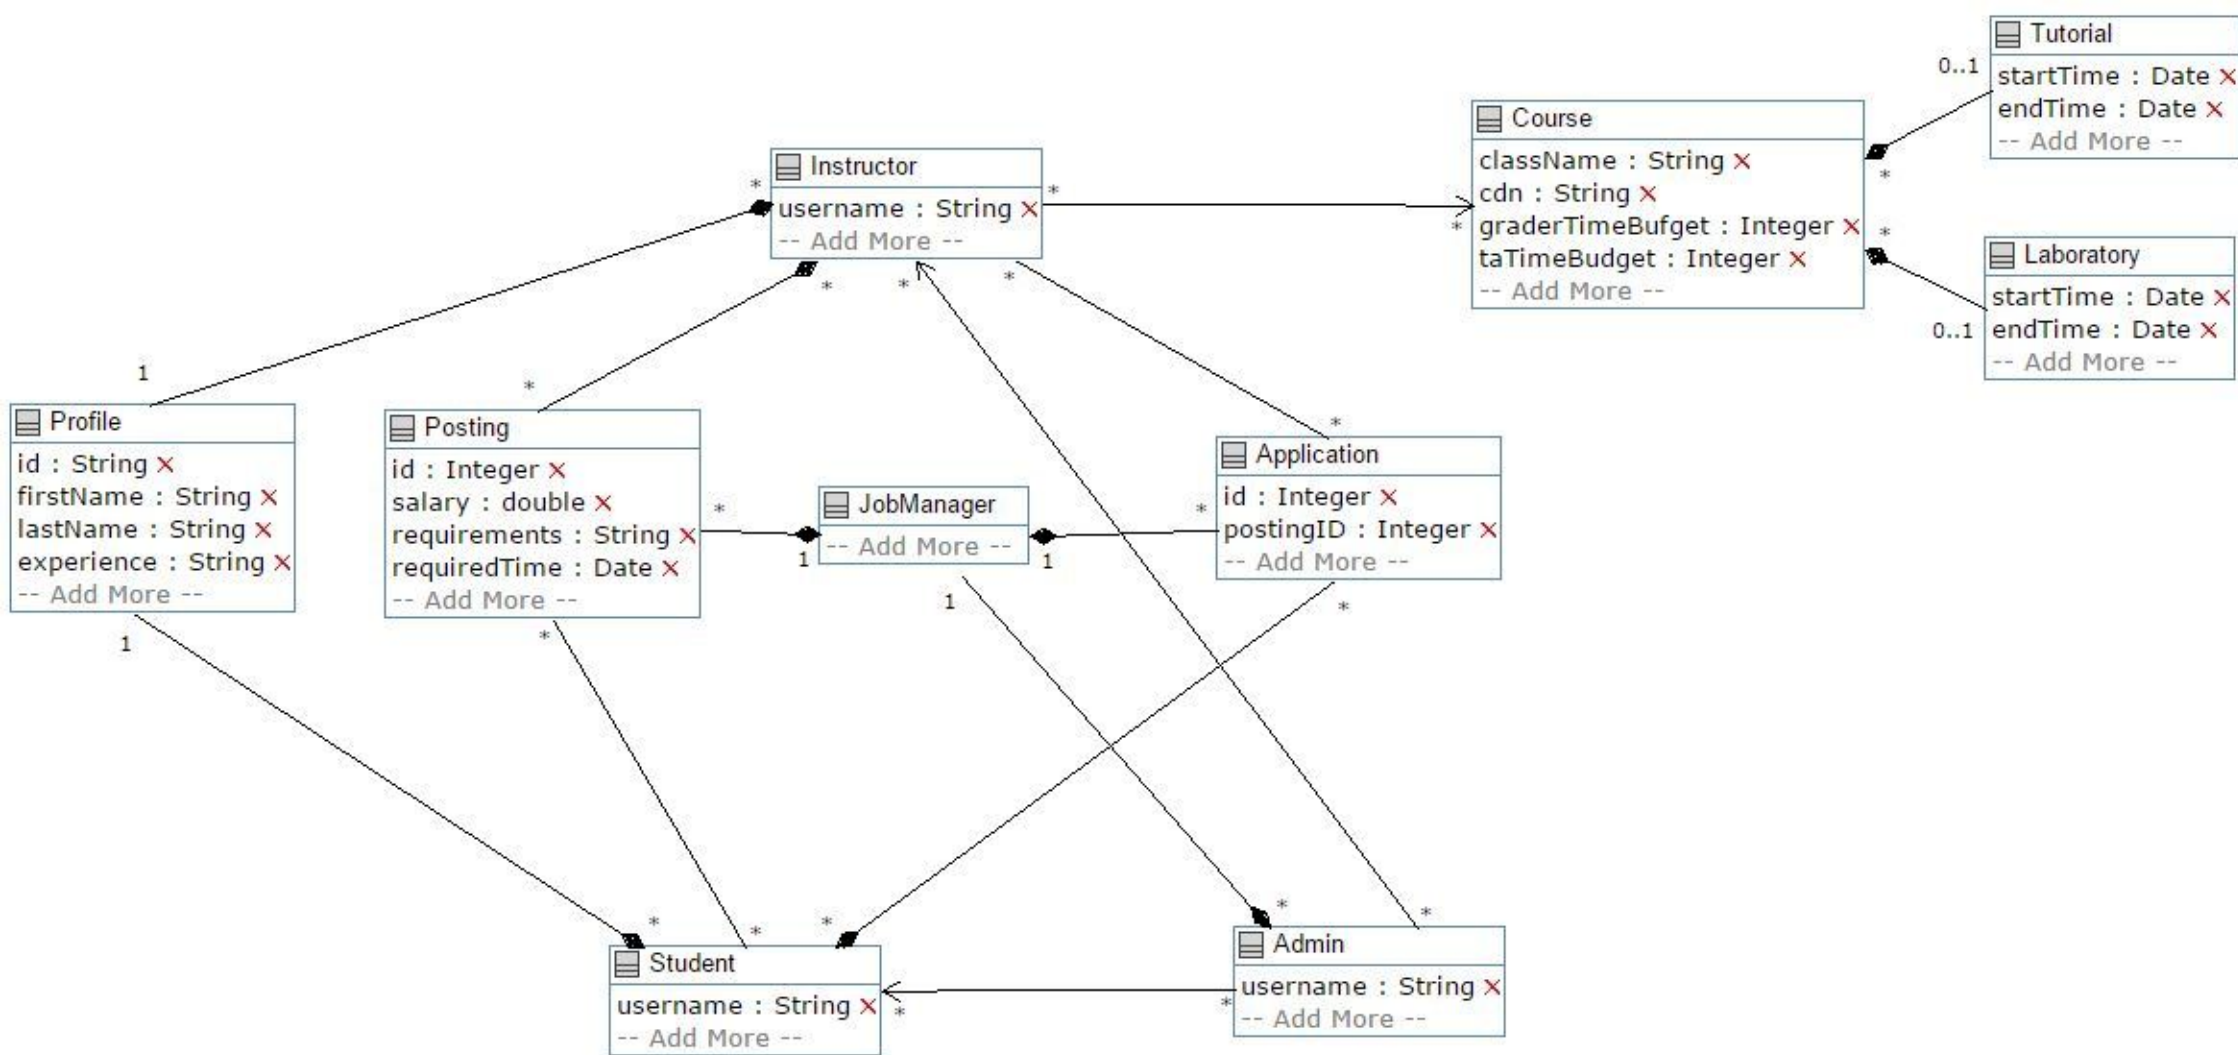 Tutorial
startTime : Date
endTime : Date
-- Add More --
0..1
*
Course
className : String
cdn : String
graderTimeBufget : Integer
taTimeBudget : Integer
-- Add More --
*
0..1
Laboratory
startTime : Date
endTime : Date
-- Add More --
Instructor
username : String
-- Add More --
*
*
*
*
*
*
1
Profile
id : String
firstName : String
lastName : String
experience : String
-- Add More --
1
*
Posting
id : Integer
salary : double
requirements : String
requiredTime : Date
-- Add More --
*
*
1
JobManager
-- Add More --
1
1
*
*
Application
id : Integer
postingID : Integer
-- Add More --
*
*
*
*
Student
username : String
-- Add More --
*
*
*
*
Admin
username : String
-- Add More --